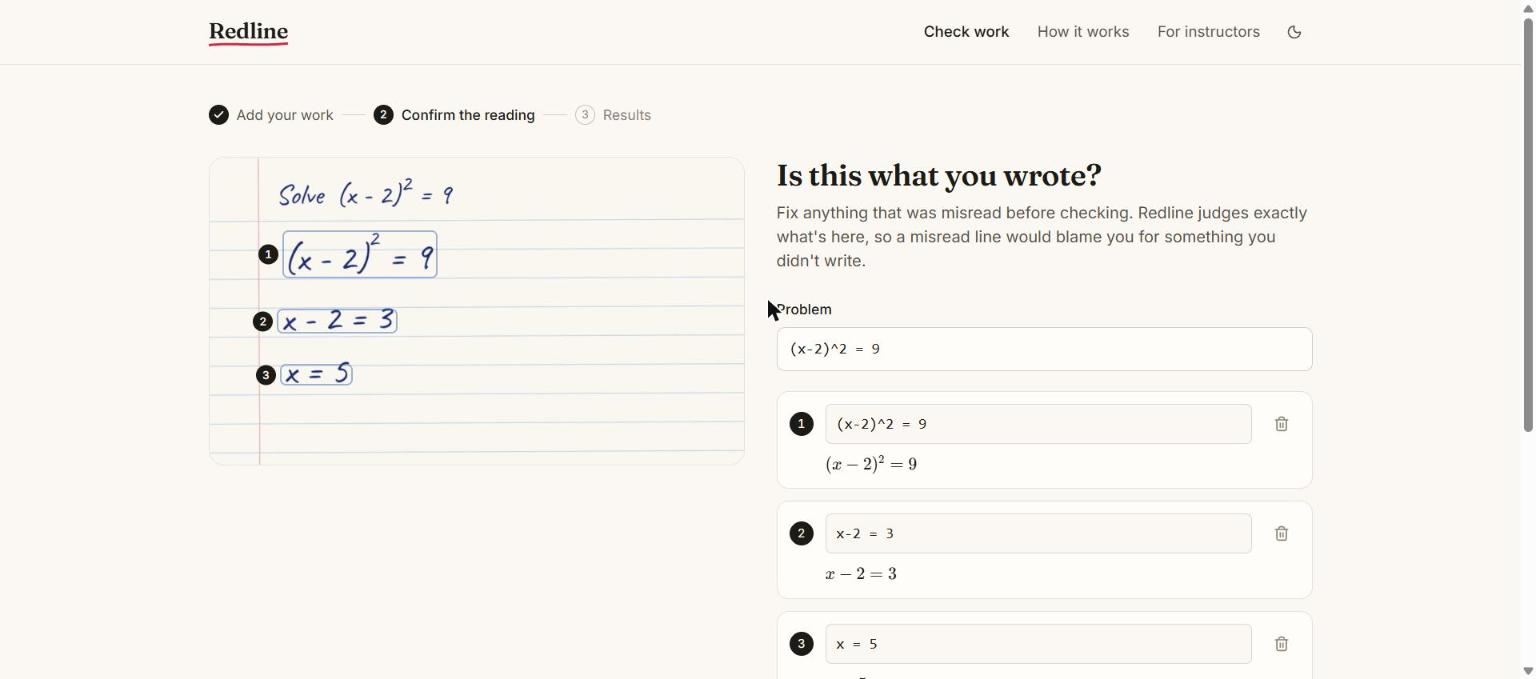 Redline
Check work
How it works
For instructors
Add your work
2 Confirm the reading
3 Results
Solve (x - 2)² = 9
1 (x - 2)² = 9
2 x - 2 = 3
3 x = 5
Is this what you wrote?
Fix anything that was misread before checking. Redline judges exactly
what's here, so a misread line would blame you for something you
didn't write.
Problem
(x-2)^2 = 9
1 (x-2)^2 = 9
(x − 2)² = 9
2 x-2 = 3
x − 2 = 3
3 x = 5